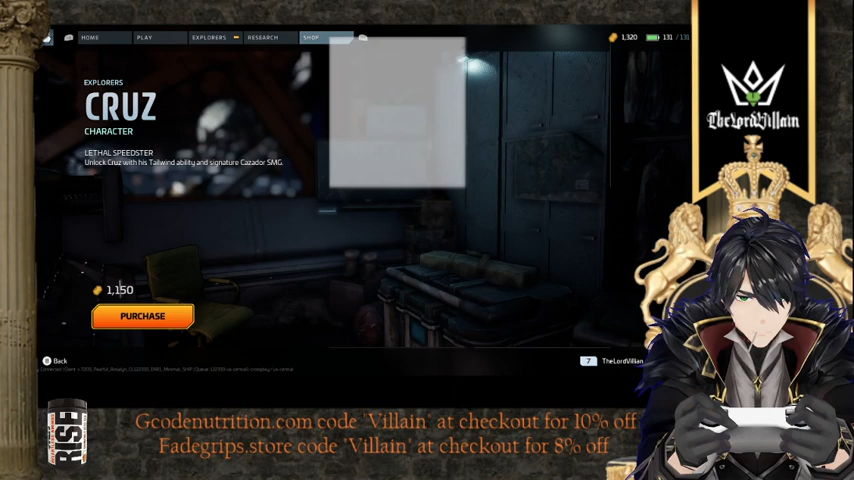 HOME PLAY EXPLORERS RESEARCH SHOP 1,320 131 / 131
EXPLORERS
CRUZ
CHARACTER
LETHAL SPEEDSTER
Unlock Cruz with his Tailwind ability and signature Cazador SMG.
TheLordVillain
1,150
PURCHASE
Back
7 TheLordVillian
RISE
Gcodenutrition.com code 'Villain' at checkout for 10% off
Fadegrips.store code 'Villain' at checkout for 8% off